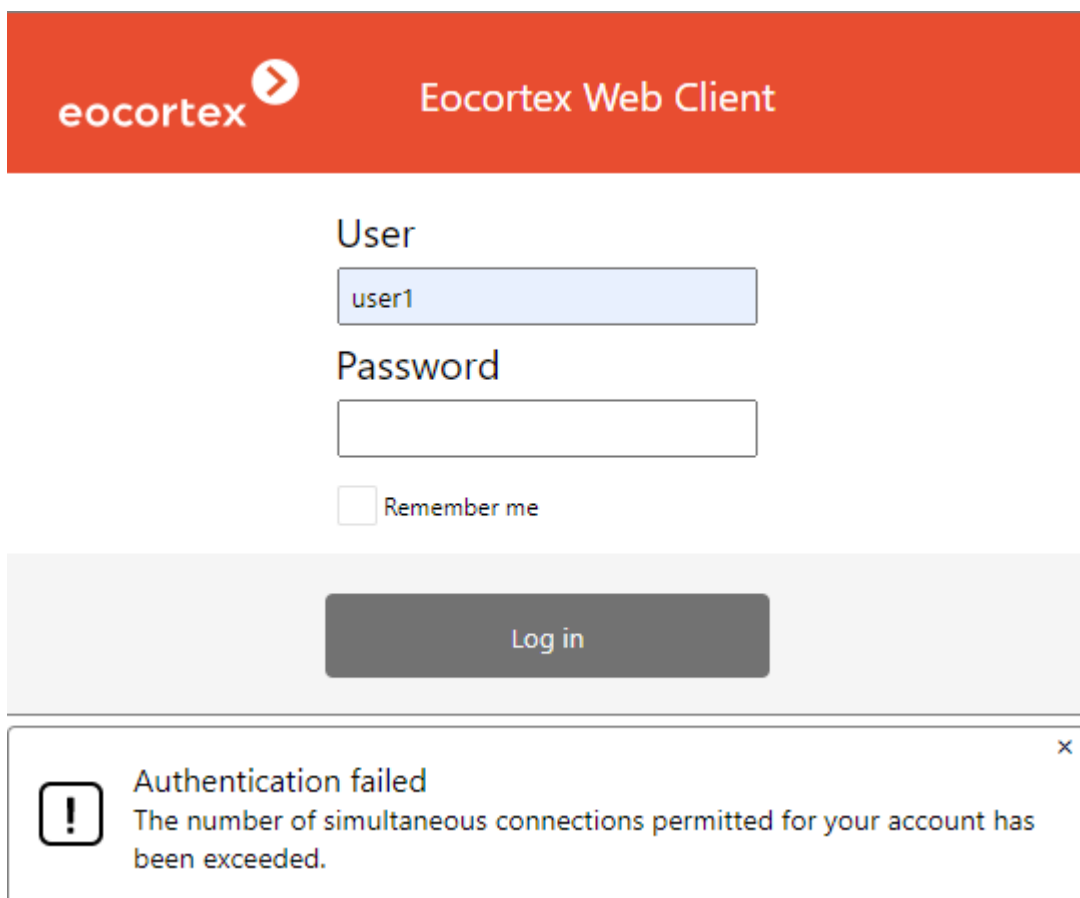 eocortex
Eocortex Web Client
User
user1
Password
Remember me
Log in
×
Authentication failed
The number of simultaneous connections permitted for your account has
been exceeded.